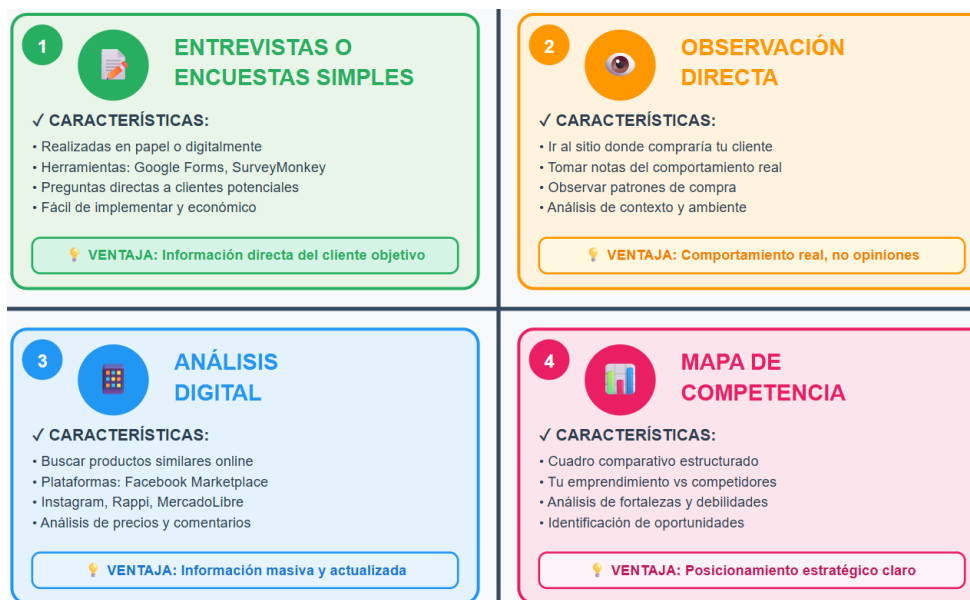 1
ENTREVISTAS O
ENCUESTAS SIMPLES
✓ CARACTERÍSTICAS:
• Realizadas en papel o digitalmente
• Herramientas: Google Forms, SurveyMonkey
• Preguntas directas a clientes potenciales
• Fácil de implementar y económico
VENTAJA: Información directa del cliente objetivo
2
OBSERVACIÓN
DIRECTA
✓ CARACTERÍSTICAS:
• Ir al sitio donde compraría tu cliente
• Tomar notas del comportamiento real
• Observar patrones de compra
• Análisis de contexto y ambiente
VENTAJA: Comportamiento real, no opiniones
3
ANÁLISIS
DIGITAL
✓ CARACTERÍSTICAS:
• Buscar productos similares online
• Plataformas: Facebook Marketplace
• Instagram, Rappi, MercadoLibre
• Análisis de precios y comentarios
VENTAJA: Información masiva y actualizada
4
MAPA DE
COMPETENCIA
✓ CARACTERÍSTICAS:
• Cuadro comparativo estructurado
• Tu emprendimiento vs competidores
• Análisis de fortalezas y debilidades
• Identificación de oportunidades
VENTAJA: Posicionamiento estratégico claro